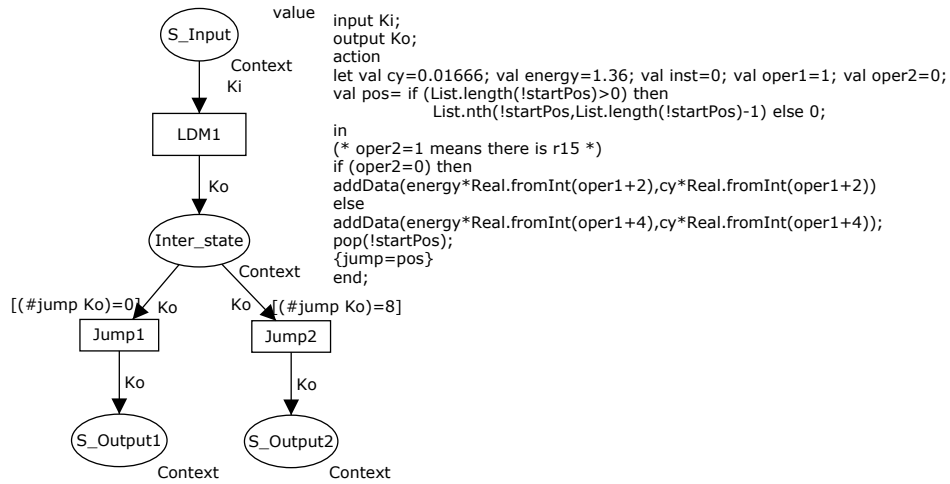 value
S_Input
Context
Ki
LDM1
Ko
Inter_state
Context
input Ki;
output Ko;
action
let val cy=0.01666; val energy=1.36; val inst=0; val oper1=1; val oper2=0;
val pos= if (List.length(!startPos)>0) then
List.nth(!startPos,List.length(!startPos)-1) else 0;
in
(* oper2=1 means there is r15 *)
if (oper2=0) then
addData(energy*Real.fromInt(oper1+2),cy*Real.fromInt(oper1+2))
else
addData(energy*Real.fromInt(oper1+4),cy*Real.fromInt(oper1+4));
pop(!startPos);
{jump=pos}
end;
[(#jump Ko)=0]
Ko
Ko
[(#jump Ko)=8]
Jump1
Jump2
Ko
Ko
S_Output1
S_Output2
Context
Context